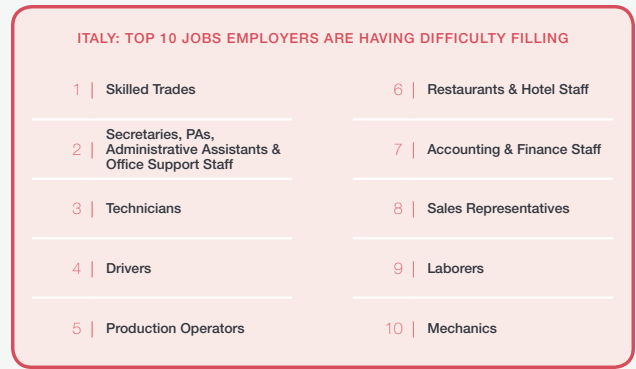 ITALY: TOP 10 JOBS EMPLOYERS ARE HAVING DIFFICULTY FILLING
1 | Skilled Trades
2 | Secretaries, PAs,
Administrative Assistants &
Office Support Staff
3 | Technicians
4 | Drivers
5 | Production Operators
6 | Restaurants & Hotel Staff
7 | Accounting & Finance Staff
8 | Sales Representatives
9 | Laborers
10 | Mechanics